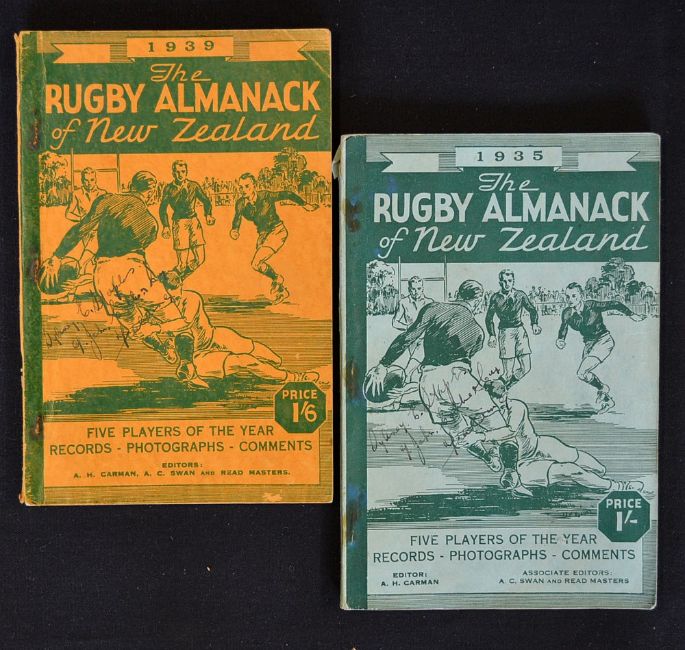 1939
The
RUGBY ALMANACK
of New Zealand
PRICE
1/6
FIVE PLAYERS OF THE YEAR
RECORDS - PHOTOGRAPHS - COMMENTS
EDITORS:
A. H. CARMAN, A. C. SWAN AND READ MASTERS.
1935
The
RUGBY ALMANACK
of New Zealand
PRICE
1/-
FIVE PLAYERS OF THE YEAR
RECORDS - PHOTOGRAPHS - COMMENTS
EDITOR:
A. H. CARMAN
ASSOCIATE EDITORS:
A. C. SWAN AND READ MASTERS